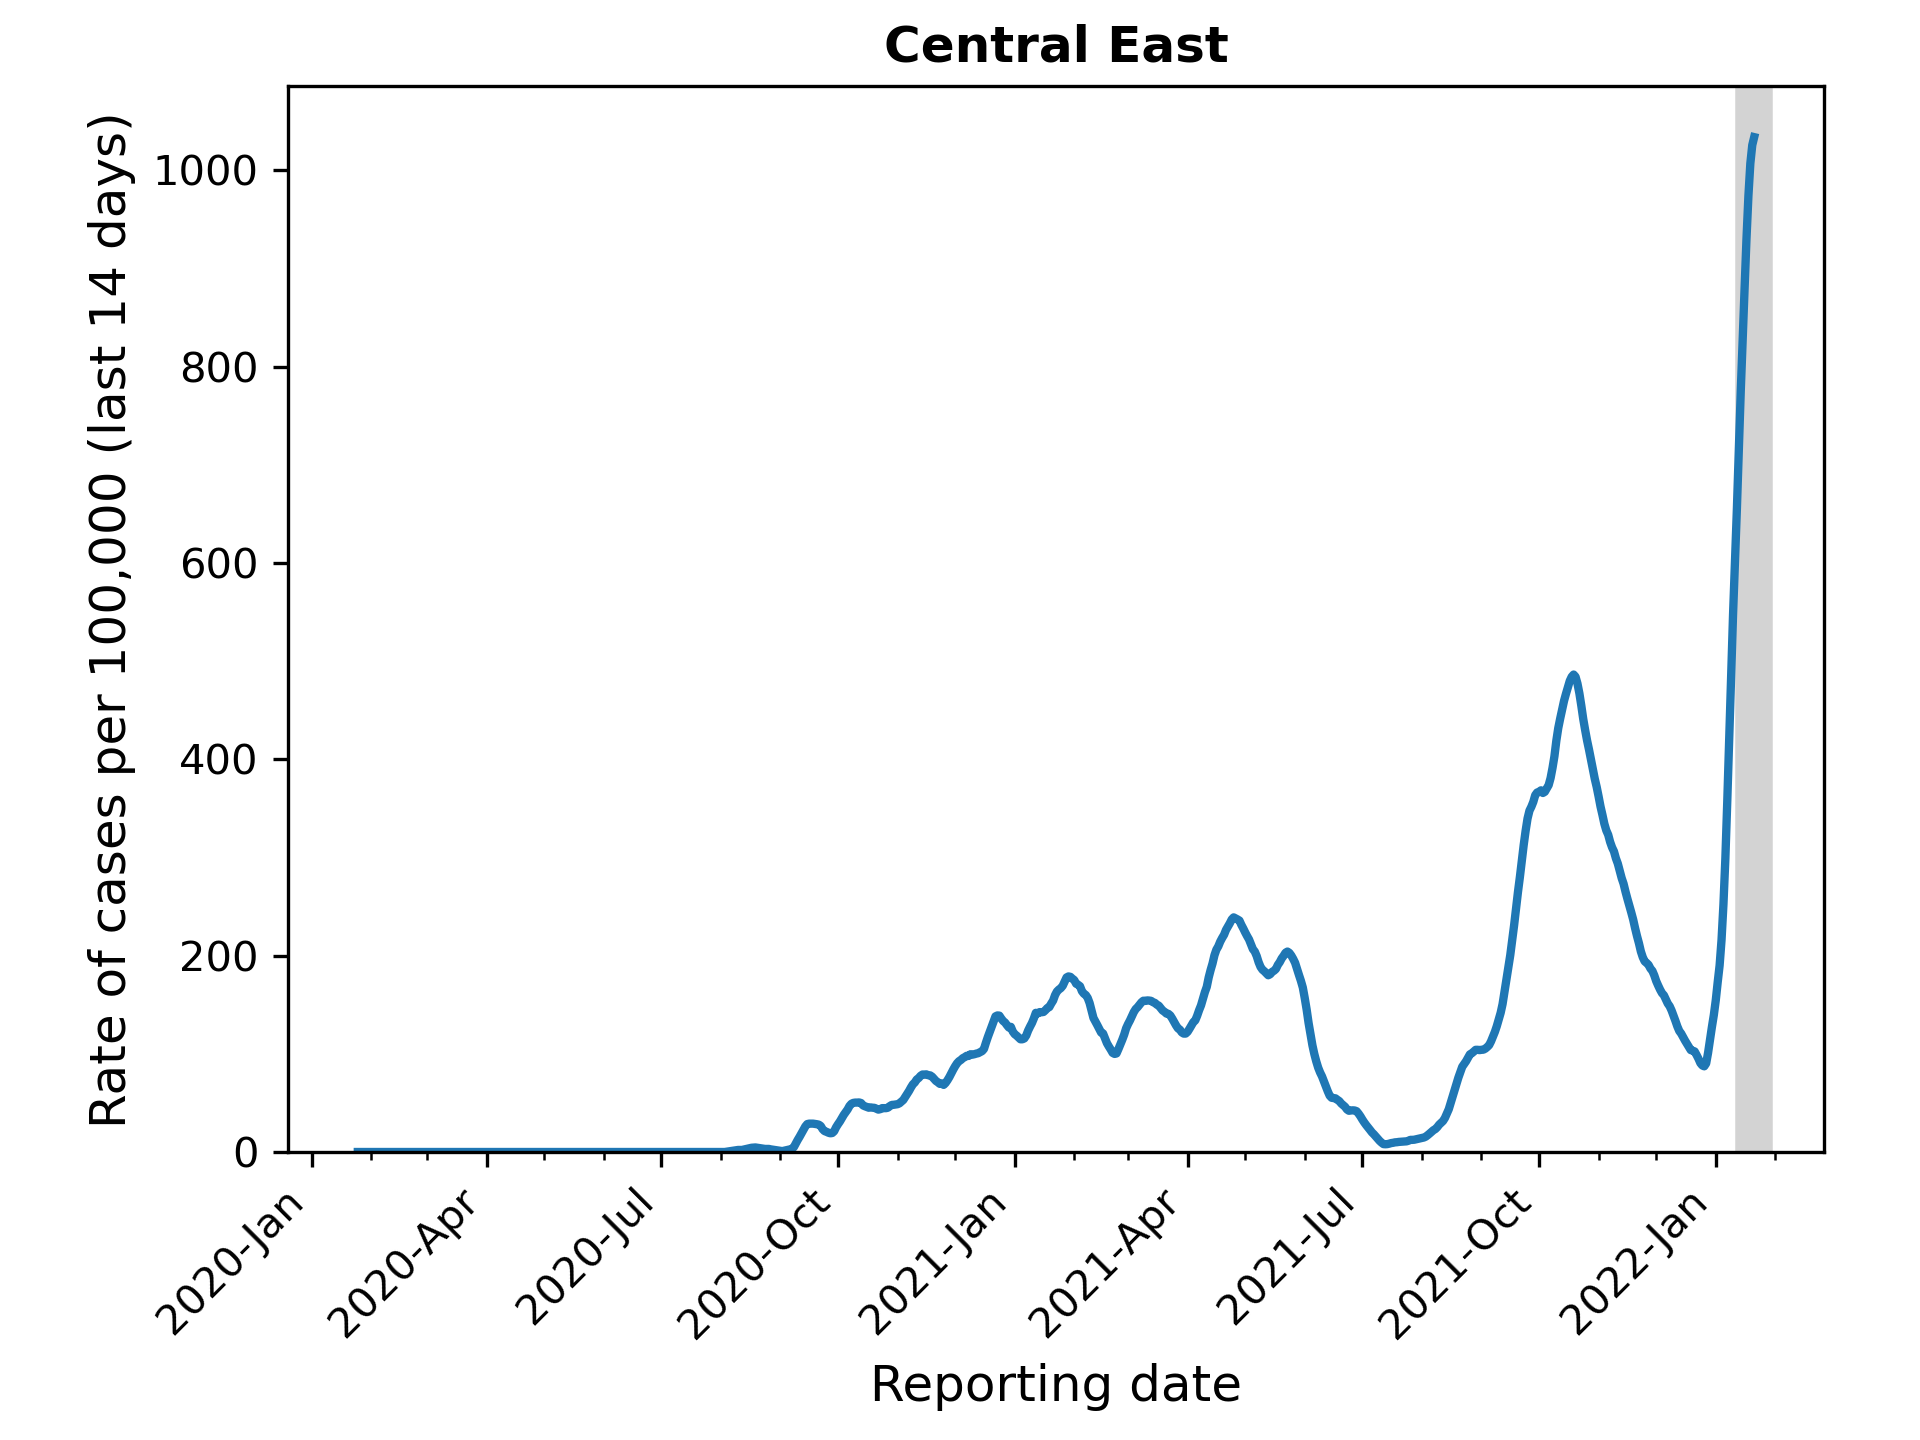 Central East
Rate of cases per 100,000 (last 14 days)
1000
800
600
400
200
0
2020-Jan
2020-Apr
2020-Jul
2020-Oct
2021-Jan
2021-Apr
2021-Jul
2021-Oct
2022-Jan
Reporting date